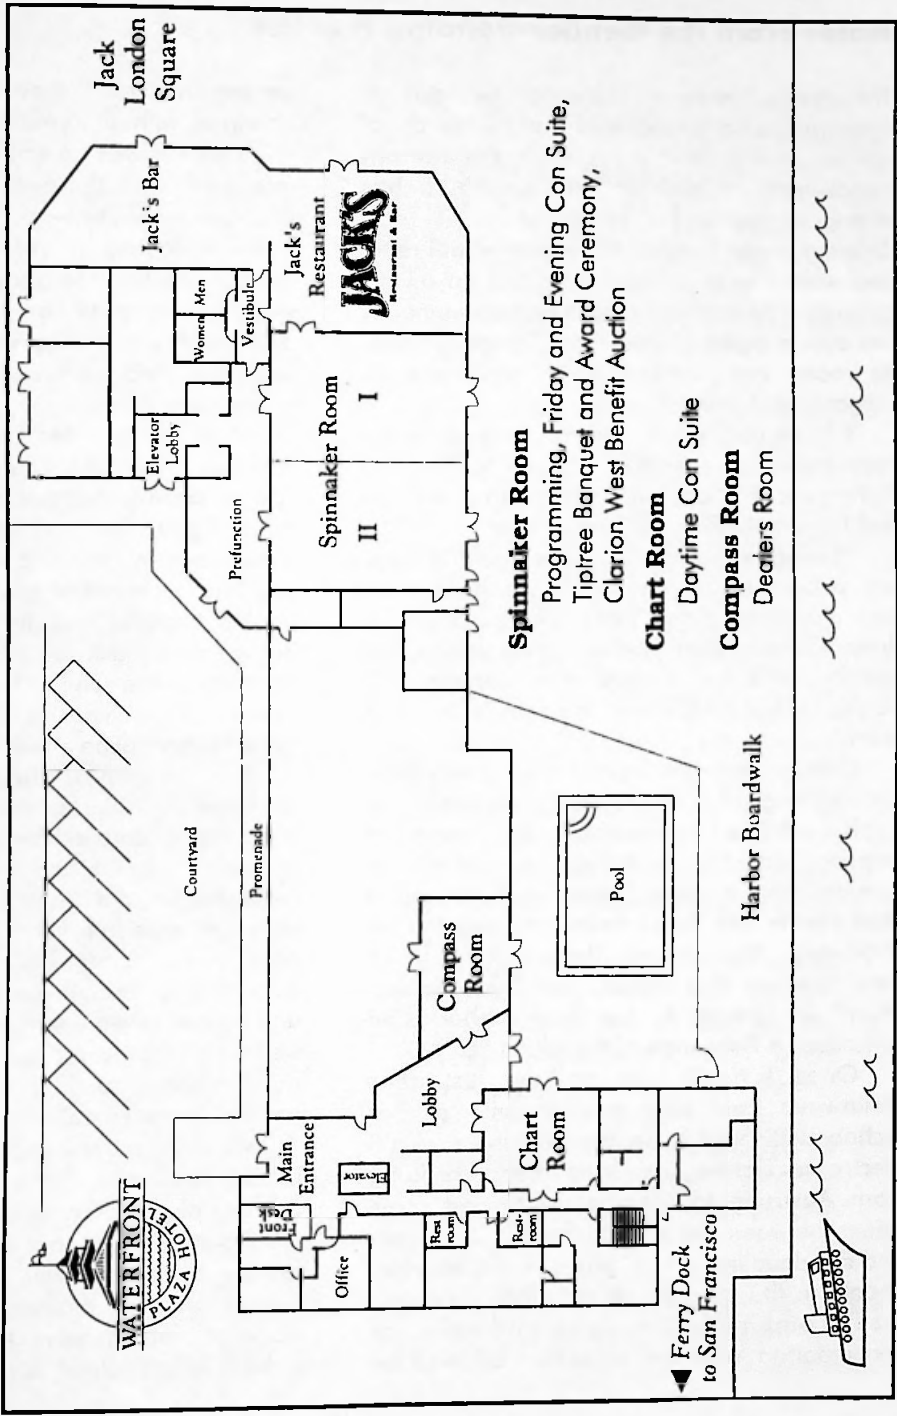 WATERFRONT
PLAZA HOTEL
Jack
London
Square
Jack's Bar
Men
Women
Vestibule
Elevator
Lobby
Jack's
Restaurant
JACK'S
Restaurant & Bar
Prefunction
Spinnaker Room
II I
Courtyard
Promenade
Main
Entrance
Front
Desk
Elevator
Office
Lobby
Compass
Room
Chart
Room
Rest
room
Rest
room
Pool
Harbor Boardwalk
Spinnaker Room
Programming, Friday and Evening Con Suite,
Tiptree Banquet and Award Ceremony,
Clarion West Benefit Auction
Chart Room
Daytime Con Suite
Compass Room
Dealers Room
◀ Ferry Dock
to San Francisco